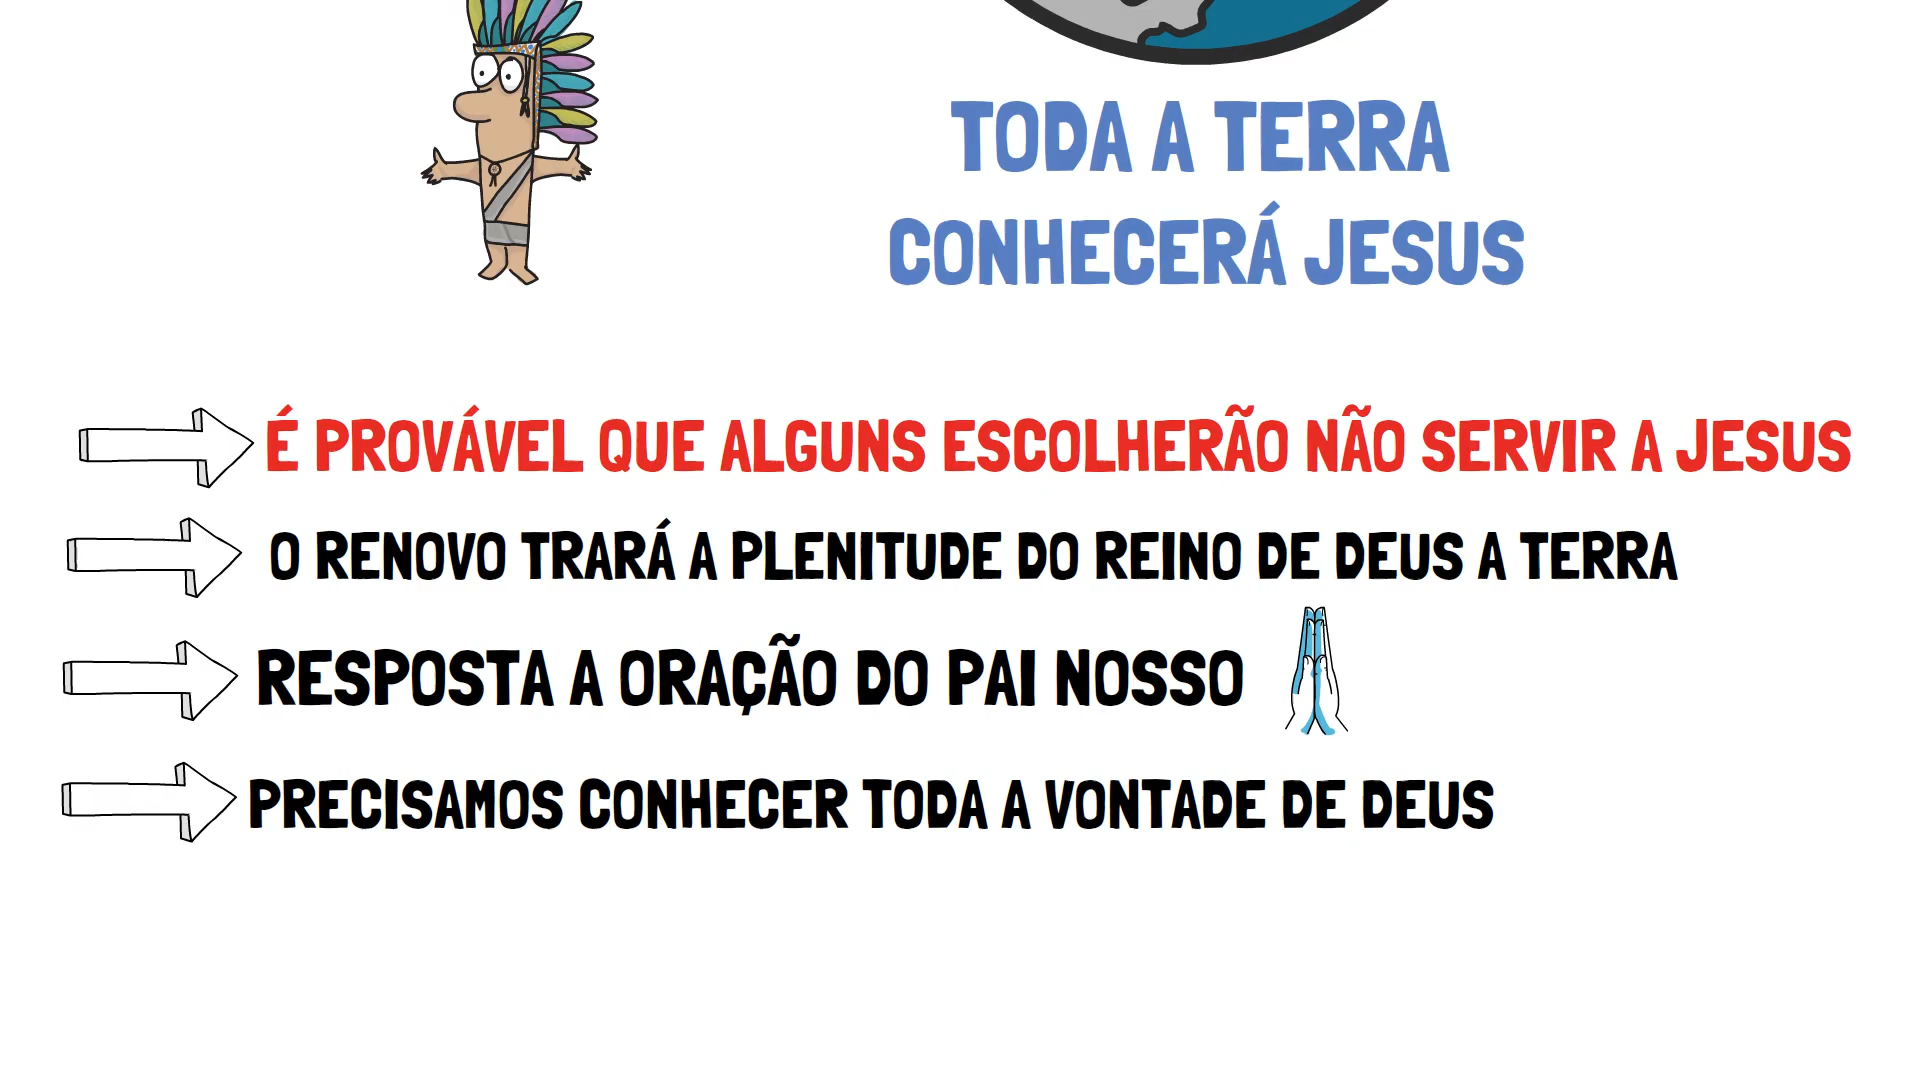 TODA A TERRA
CONHECERÁ JESUS
É PROVÁVEL QUE ALGUNS ESCOLHERÃO NÃO SERVIR A JESUS
O RENOVO TRARÁ A PLENITUDE DO REINO DE DEUS A TERRA
RESPOSTA A ORAÇÃO DO PAI NOSSO
PRECISAMOS CONHECER TODA A VONTADE DE DEUS